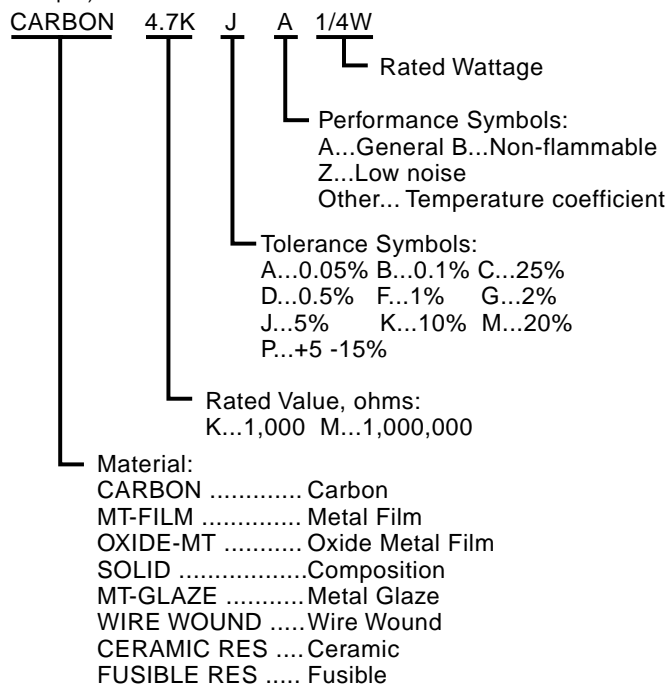 CARBON 4.7K J A 1/4W
Rated Wattage
Performance Symbols:
A...General B...Non-flammable
Z...Low noise
Other... Temperature coefficient
Tolerance Symbols:
A...0.05% B...0.1% C...25%
D...0.5% F...1% G...2%
J...5% K...10% M...20%
P...+5 -15%
Rated Value, ohms:
K...1,000 M...1,000,000
Material:
CARBON ............. Carbon
MT-FILM .............. Metal Film
OXIDE-MT ........... Oxide Metal Film
SOLID ..................Composition
MT-GLAZE ...........Metal Glaze
WIRE WOUND .....Wire Wound
CERAMIC RES ....Ceramic
FUSIBLE RES ..... Fusible